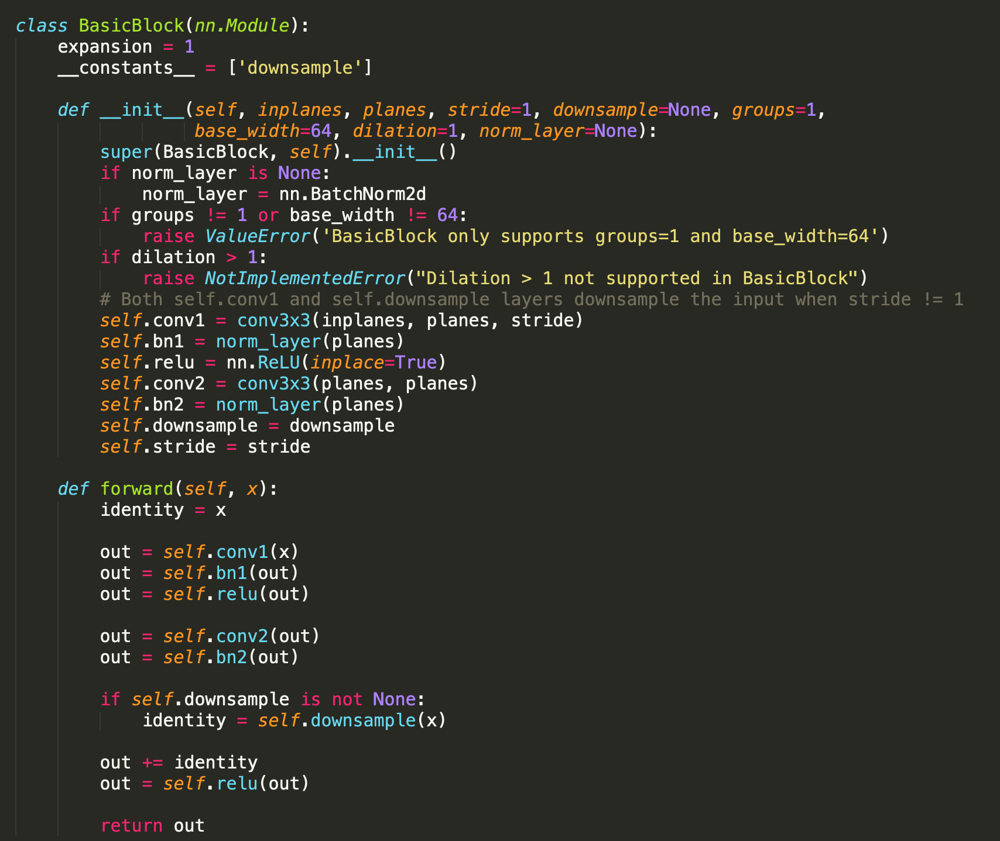 class BasicBlock(nn.Module):
    expansion = 1
    __constants__ = ['downsample']

    def __init__(self, inplanes, planes, stride=1, downsample=None, groups=1,
                 base_width=64, dilation=1, norm_layer=None):
        super(BasicBlock, self).__init__()
        if norm_layer is None:
            norm_layer = nn.BatchNorm2d
        if groups != 1 or base_width != 64:
            raise ValueError('BasicBlock only supports groups=1 and base_width=64')
        if dilation > 1:
            raise NotImplementedError("Dilation > 1 not supported in BasicBlock")
        # Both self.conv1 and self.downsample layers downsample the input when stride != 1
        self.conv1 = conv3x3(inplanes, planes, stride)
        self.bn1 = norm_layer(planes)
        self.relu = nn.ReLU(inplace=True)
        self.conv2 = conv3x3(planes, planes)
        self.bn2 = norm_layer(planes)
        self.downsample = downsample
        self.stride = stride

    def forward(self, x):
        identity = x

        out = self.conv1(x)
        out = self.bn1(out)
        out = self.relu(out)

        out = self.conv2(out)
        out = self.bn2(out)

        if self.downsample is not None:
            identity = self.downsample(x)

        out += identity
        out = self.relu(out)

        return out